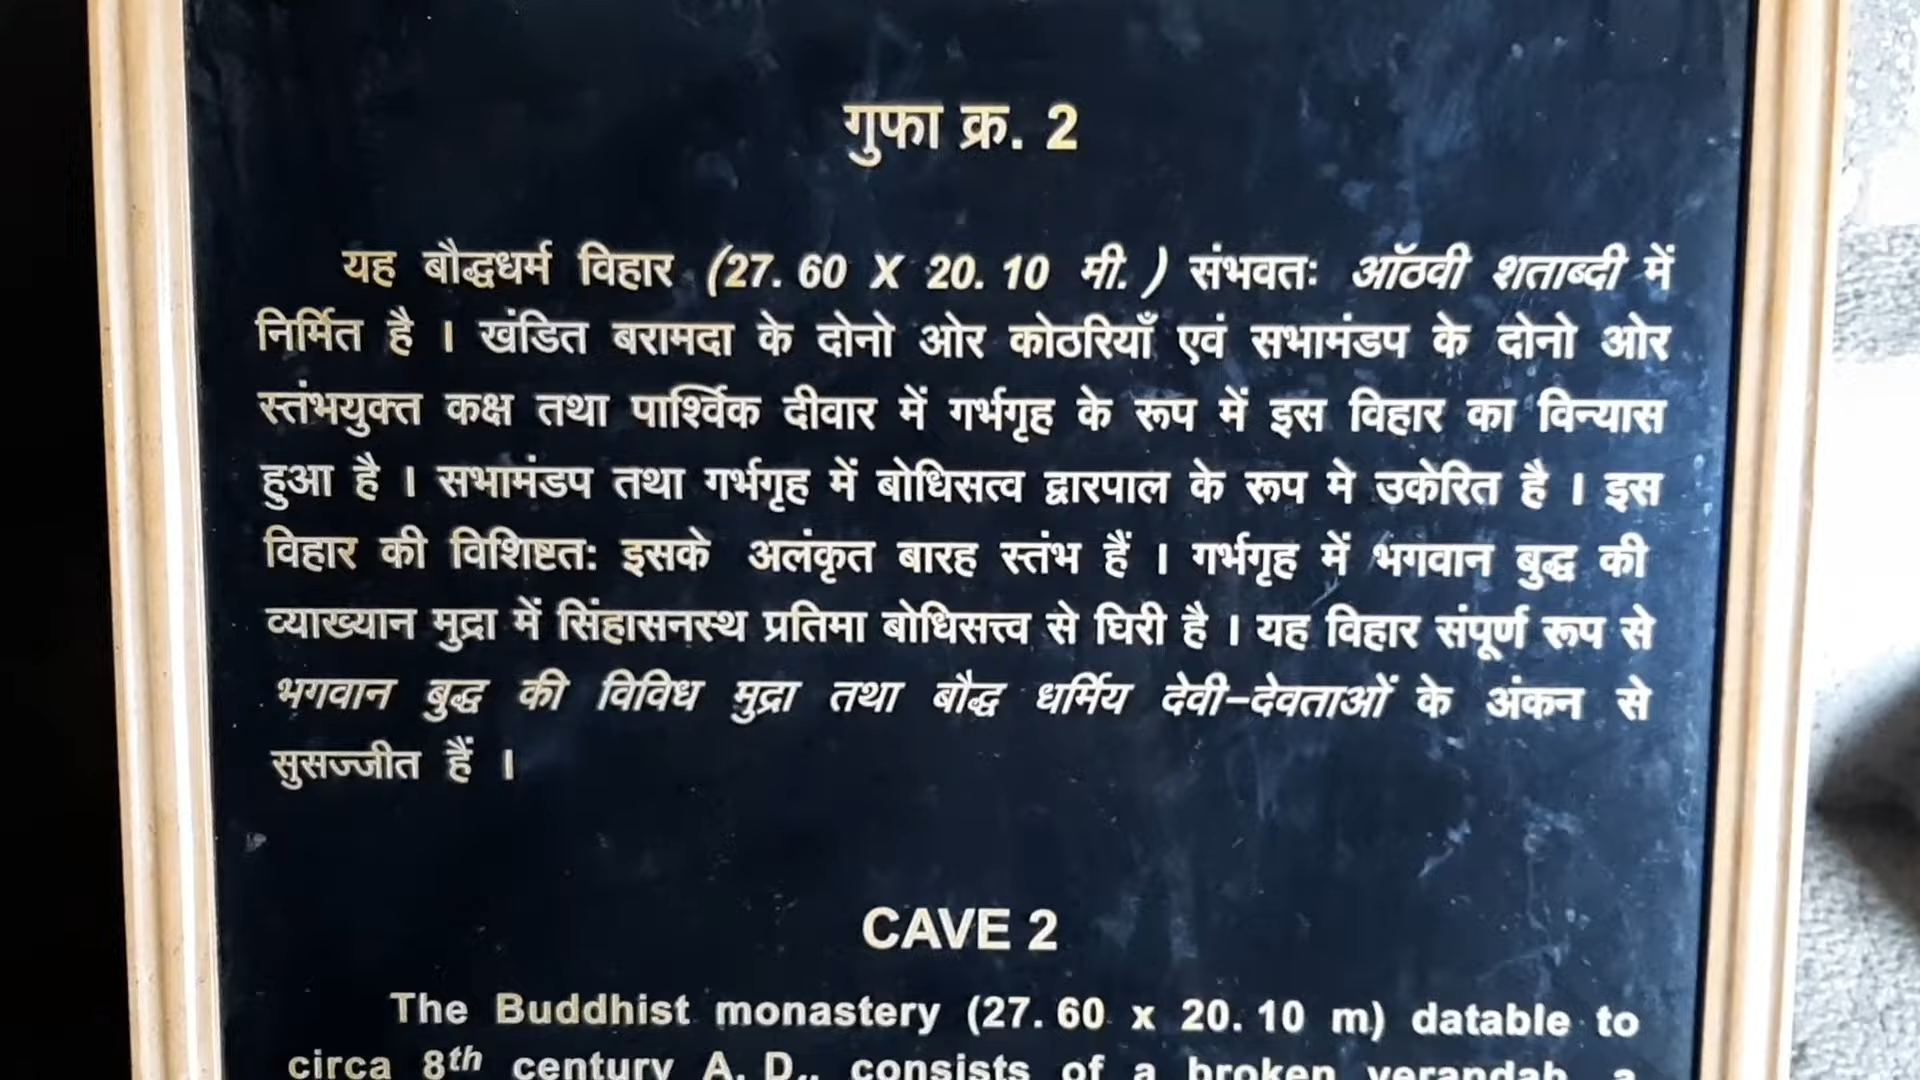 गुफा क्र. 2
यह बौद्धधर्म विहार (27. 60 X 20. 10 मी. ) संभवतः ऑठवी शताब्दी में
निर्मित है । खंडित बरामदा के दोनो ओर कोठरियाँ एवं सभामंडप के दोनो ओर
स्तंभयुक्त कक्ष तथा पार्श्विक दीवार में गर्भगृह के रूप में इस विहार का विन्यास
हुआ है । सभामंडप तथा गर्भगृह में बोधिसत्व द्वारपाल के रूप मे उकेरित है । इस
विहार की विशिष्टत: इसके अलंकृत बारह स्तंभ हैं । गर्भगृह में भगवान बुद्ध की
व्याख्यान मुद्रा में सिंहासनस्थ प्रतिमा बोधिसत्त्व से घिरी है । यह विहार संपूर्ण रूप से
भगवान बुद्ध की विविध मुद्रा तथा बौद्ध धर्मिय देवी-देवताओं के अंकन से
सुसज्जीत हैं ।
CAVE 2
The Buddhist monastery (27. 60 x 20. 10 m) datable to
circa 8th century A. D., consists of a broken verandah, a